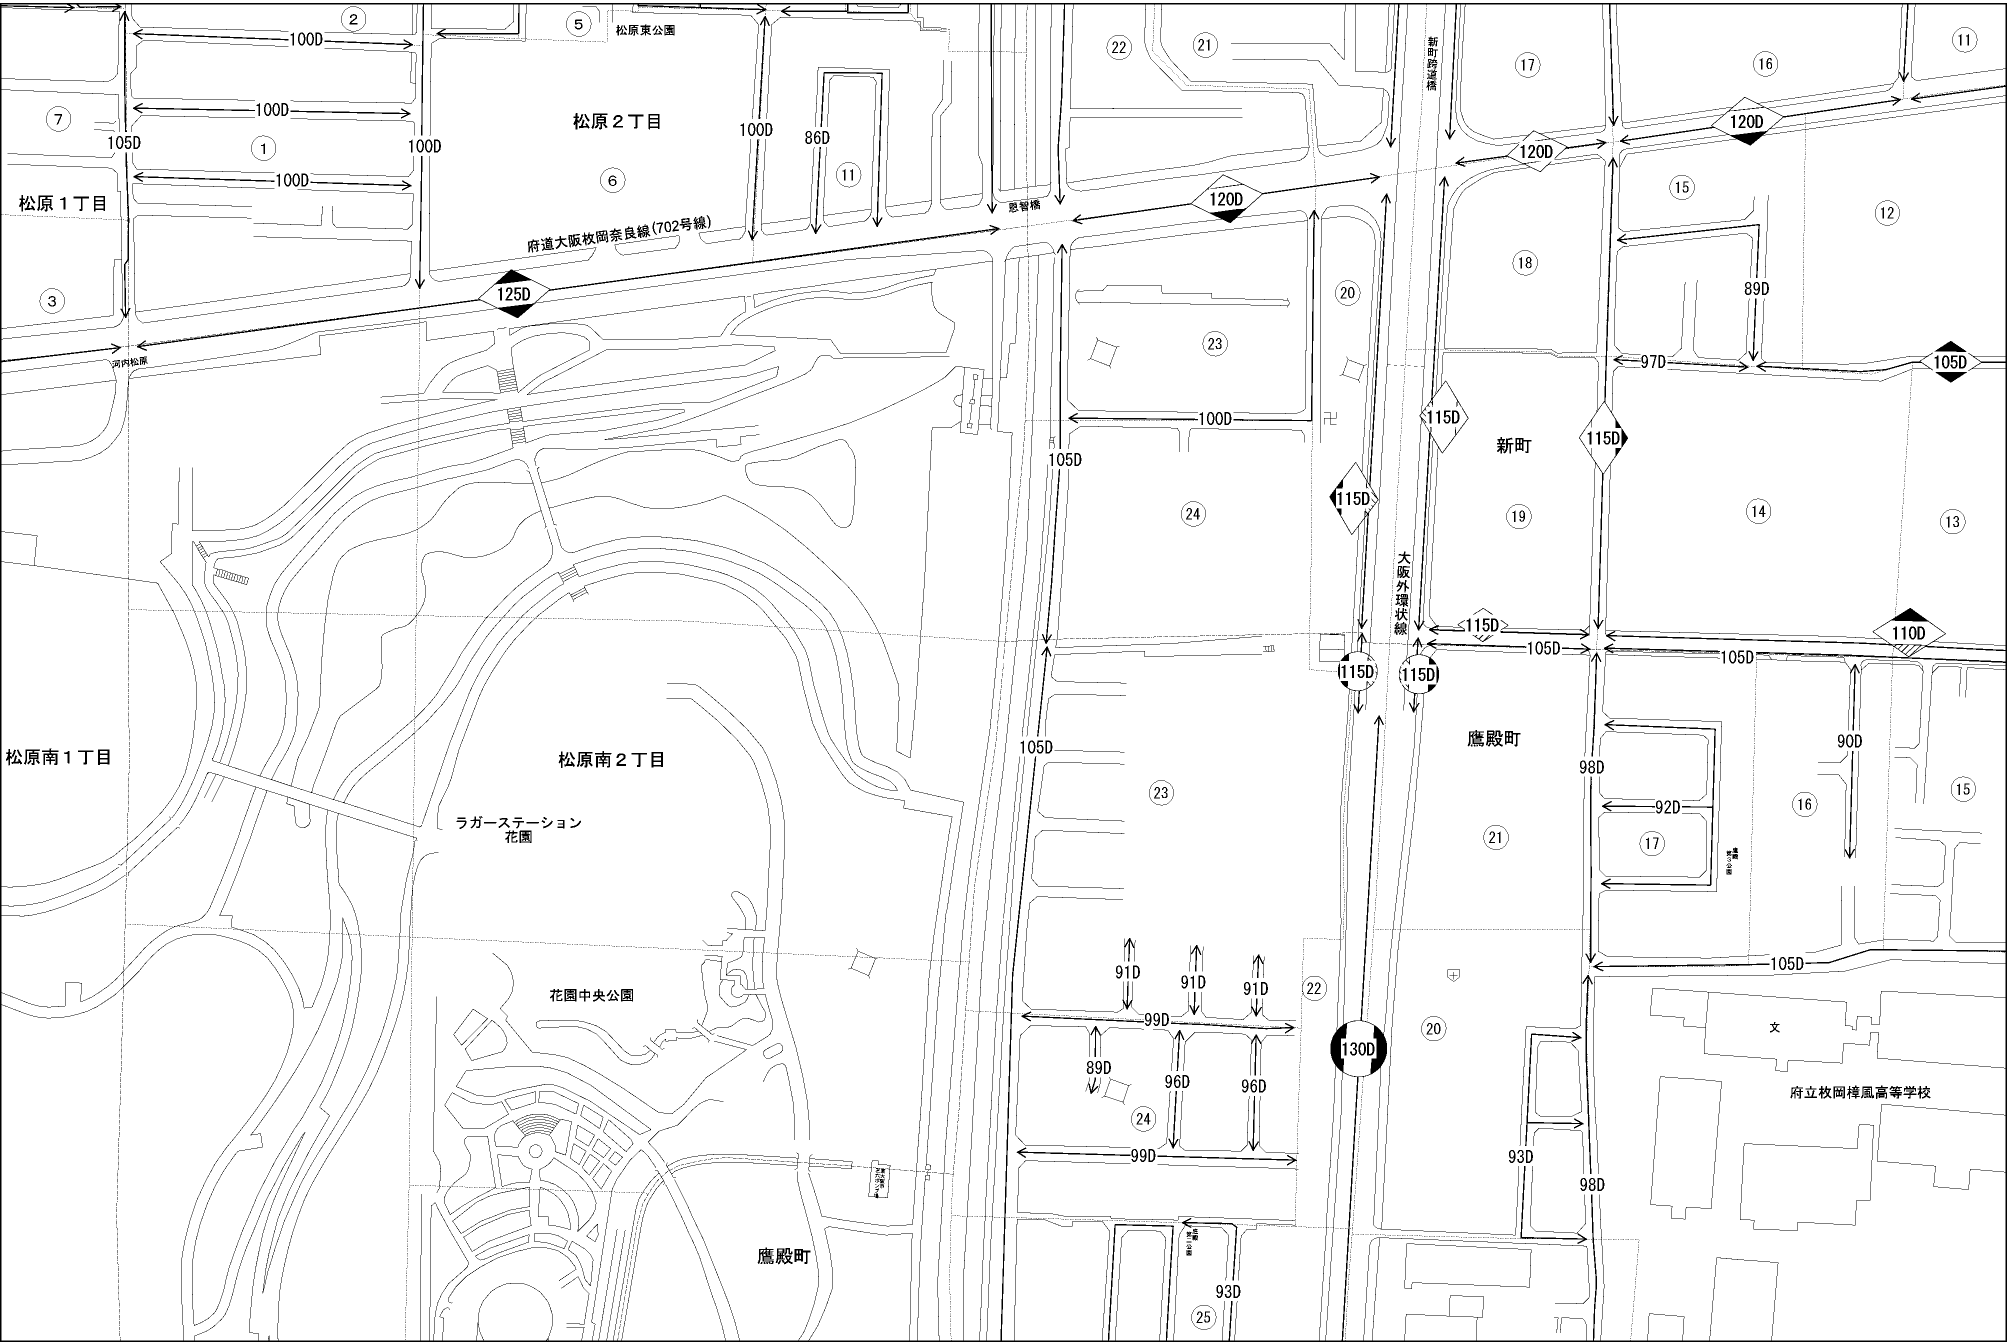 ②
⑤
松原東公園
100D
㉒
㉑
新町跨道橋
⑰
⑯
⑪
⑦
100D
105D
①
100D
松原2丁目
100D
86D
120D
120D
100D
⑥
⑪
⑮
松原1丁目
恩智橋
120D
⑫
府道大阪枚岡奈良線(702号線)
③
125D
⑳
⑱
89D
河内松原
㉓
97D
105D
115D
100D
卍
新町
115D
105D
115D
㉔
⑲
⑭
⑬
大阪外環状線
115D
110D
105D
105D
115D
115D
松原南1丁目
松原南2丁目
105D
鷹殿町
98D
90D
㉓
92D
⑯
⑮
ラガーステーション
花園
㉑
⑰
鷹殿
第3公園
105D
91D
91D
91D
㉒
花園中央公園
99D
⑳
文
130D
89D
96D
96D
府立枚岡樟風高等学校
㉔
99D
93D
98D
鷹殿町
93D
㉕